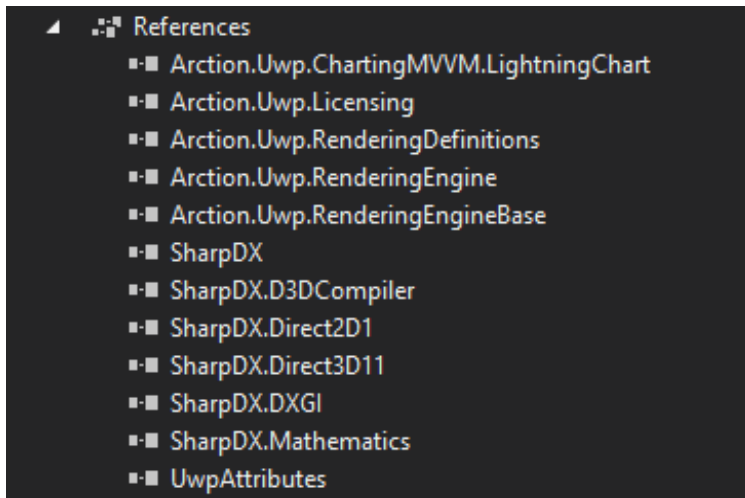 References
Arction.Uwp.ChartingMVVM.LightningChart
Arction.Uwp.Licensing
Arction.Uwp.RenderingDefinitions
Arction.Uwp.RenderingEngine
Arction.Uwp.RenderingEngineBase
SharpDX
SharpDX.D3DCompiler
SharpDX.Direct2D1
SharpDX.Direct3D11
SharpDX.DXGI
SharpDX.Mathematics
UwpAttributes